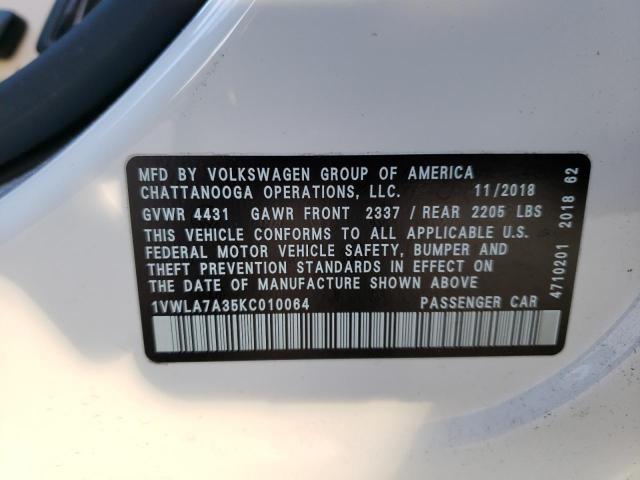 MFD BY VOLKSWAGEN GROUP OF AMERICA
CHATTANOOGA OPERATIONS, LLC. 11/2018
GVWR 4431 GAWR FRONT 2337 / REAR 2205 LBS
THIS VEHICLE CONFORMS TO ALL APPLICABLE U.S.
FEDERAL MOTOR VEHICLE SAFETY, BUMPER AND
THEFT PREVENTION STANDARDS IN EFFECT ON
THE DATE OF MANUFACTURE SHOWN ABOVE
1VWLA7A35KC010064 PASSENGER CAR
4710201 2018 62